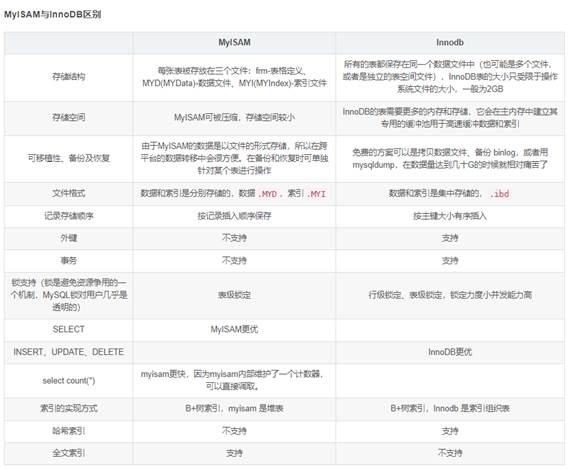 MyISAM与InnoDB区别
MyISAM Innodb
存储结构
每张表被存放在三个文件：frm-表格定义、
MYD(MYData)-数据文件、MYI(MYIndex)-索引文件
所有的表都保存在同一个数据文件中（也可能是多个文件，
或者是独立的表空间文件），InnoDB表的大小只受限于操作
系统文件的大小，一般为2GB
存储空间
MyISAM可被压缩，存储空间较小
InnoDB的表需要更多的内存和存储，它会在主内存中建立其
专用的缓冲池用于高速缓冲数据和索引
可移植性、备份及恢复
由于MyISAM的数据是以文件的形式存储，所以在跨
平台的数据转移中会很方便。在备份和恢复时可单独
针对某个表进行操作
免费的方案可以是拷贝数据文件、备份 binlog，或者用
mysqldump，在数据量达到几十G的时候就相对痛苦了
文件格式
数据和索引是分别存储的，数据 .MYD ，索引 .MYI
数据和索引是集中存储的， .ibd
记录存储顺序
按记录插入顺序保存
按主键大小有序插入
外键
不支持
支持
事务
不支持
支持
锁支持（锁是避免资源争用的一
个机制，MySQL锁对用户几乎是
透明的）
表级锁定
行级锁定、表级锁定，锁定力度小并发能力高
SELECT
MyISAM更优
INSERT、UPDATE、DELETE
InnoDB更优
select count(*)
myisam更快，因为myisam内部维护了一个计数器，
可以直接调取。
索引的实现方式
B+树索引，myisam 是堆表
B+树索引，Innodb 是索引组织表
哈希索引
不支持
支持
全文索引
支持
不支持